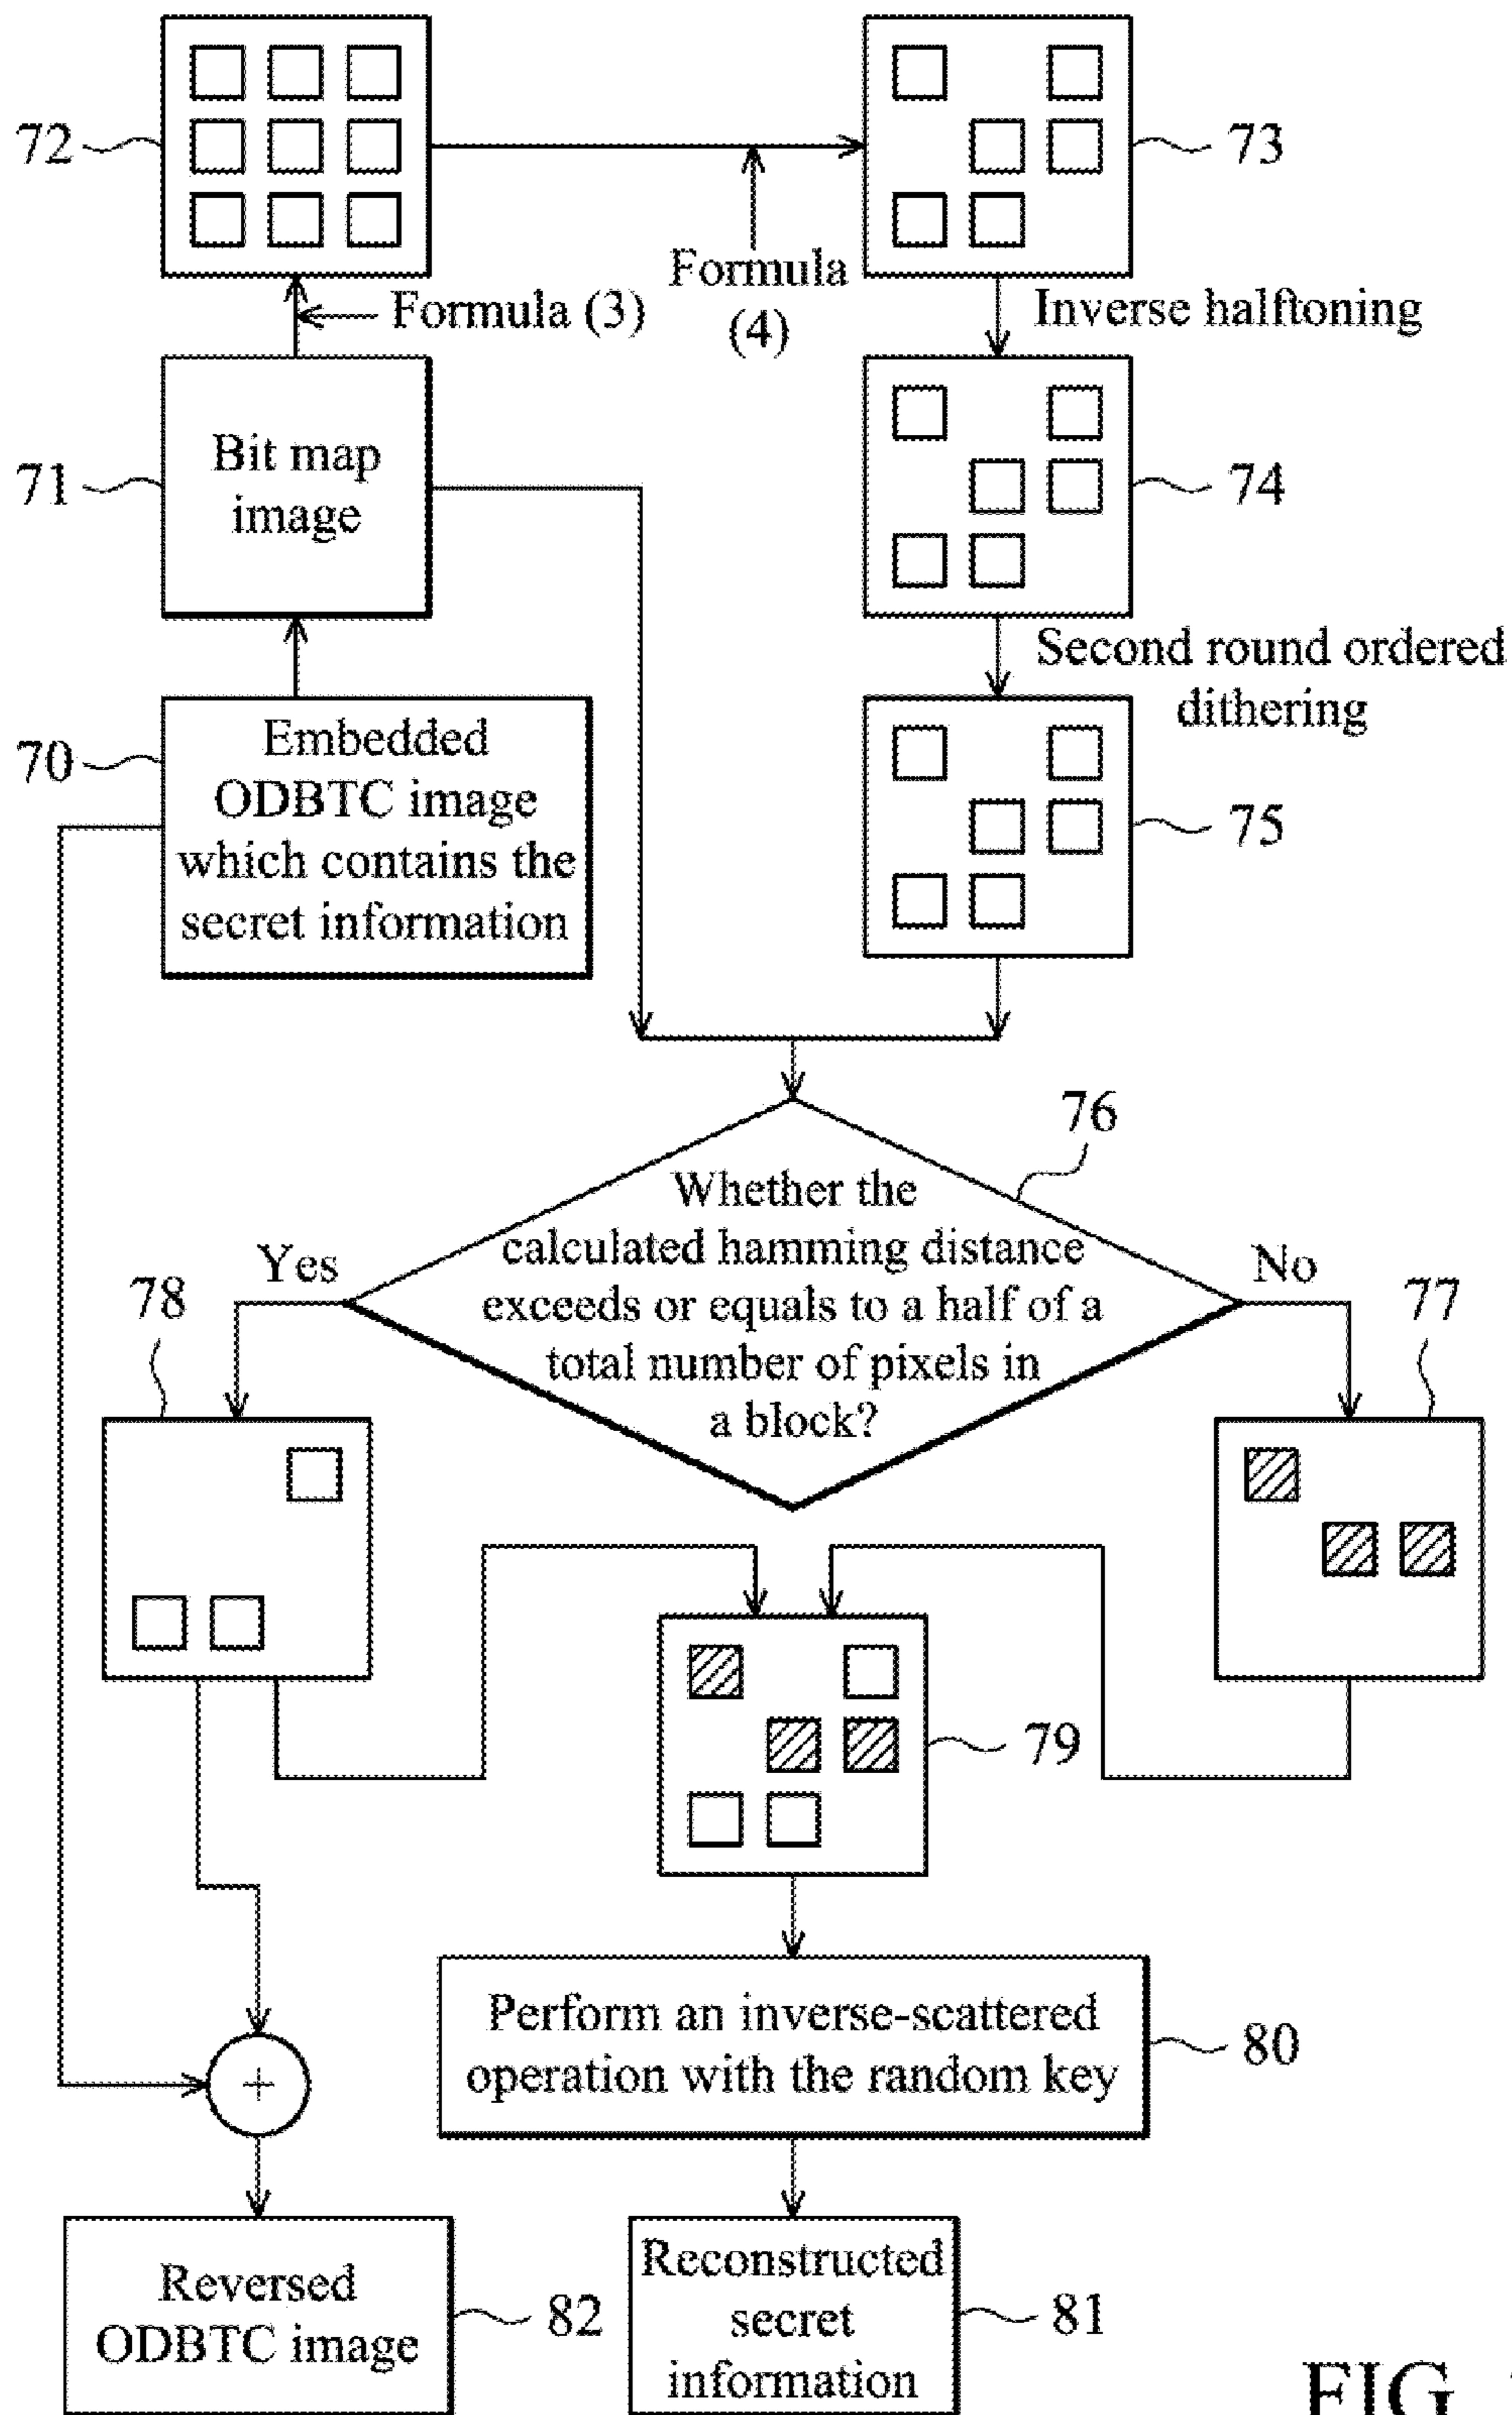 72
73
Formula (3)
Formula
(4)
Inverse halftoning
71
Bit map
image
74
Second round ordered
dithering
70
Embedded
ODBTC image
which contains the
secret information
75
76
Whether the
calculated hamming distance
exceeds or equals to a half of a
total number of pixels in
a block?
Yes
No
78
77
79
Perform an inverse-scattered
operation with the random key
80
+
Reversed
ODBTC image
82
Reconstructed
secret
information
81
FIG.